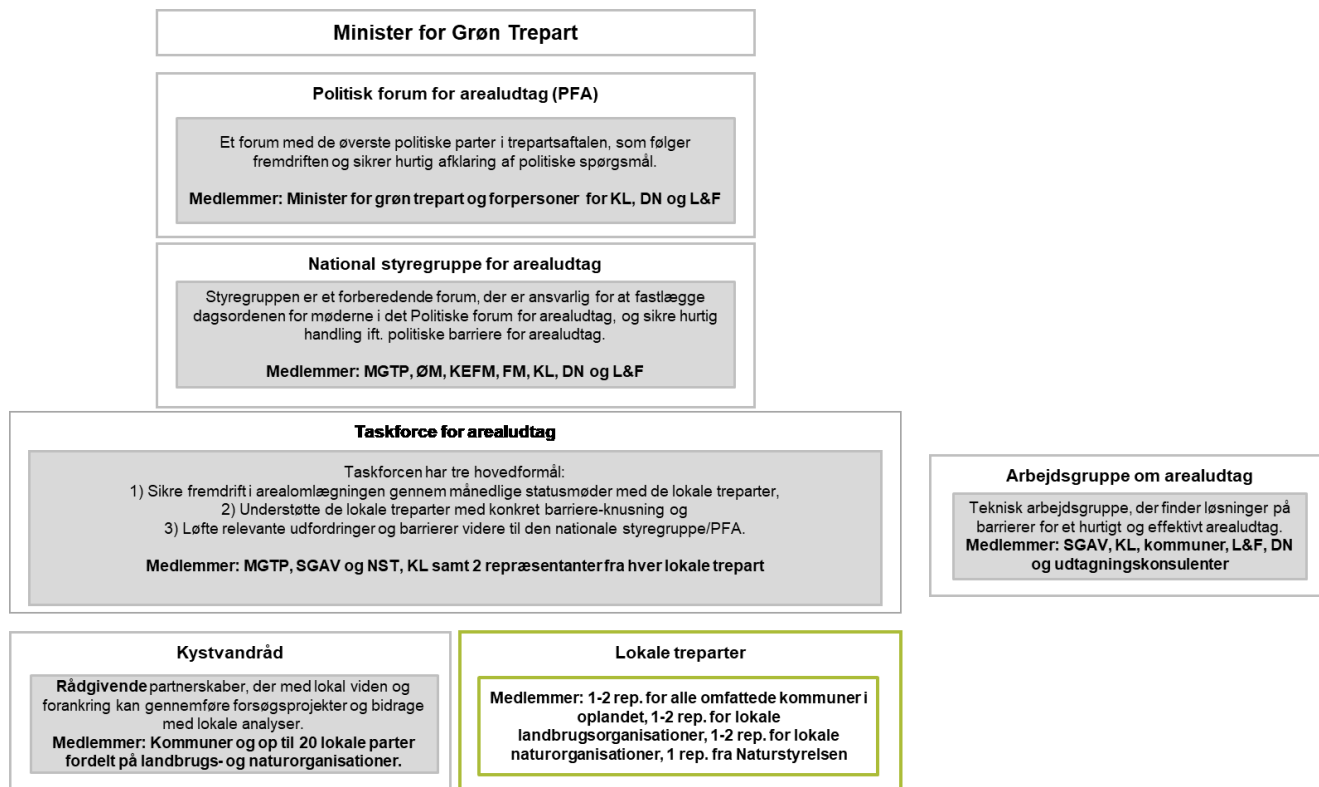 Minister for Grøn Trepart
Politisk forum for arealudtag (PFA)
Et forum med de øverste politiske parter i trepartsaftalen, som følger
fremdriften og sikrer hurtig afklaring af politiske spørgsmål.
Medlemmer: Minister for grøn trepart og forpersoner for KL, DN og L&F
National styregruppe for arealudtag
Styregruppen er et forberedende forum, der er ansvarlig for at fastlægge
dagsordenen for møderne i det Politiske forum for arealudtag, og sikre hurtig
handling ift. politiske barriere for arealudtag.
Medlemmer: MGTP, ØM, KEFM, FM, KL, DN og L&F
Taskforce for arealudtag
Taskforcen har tre hovedformål:
1) Sikre fremdrift i arealomlægningen gennem månedlige statusmøder med de lokale treparter,
2) Understøtte de lokale treparter med konkret barriere-knusning og
3) Løfte relevante udfordringer og barrierer videre til den nationale styregruppe/PFA.
Medlemmer: MGTP, SGAV og NST, KL samt 2 repræsentanter fra hver lokale trepart
Arbejdsgruppe om arealudtag
Teknisk arbejdsgruppe, der finder løsninger på
barrierer for et hurtigt og effektivt arealudtag.
Medlemmer: SGAV, KL, kommuner, L&F, DN
og udtagningskonsulenter
Kystvandråd
Rådgivende partnerskaber, der med lokal viden og
forankring kan gennemføre forsøgsprojekter og bidrage
med lokale analyser.
Medlemmer: Kommuner og op til 20 lokale parter
fordelt på landbrugs- og naturorganisationer.
Lokale treparter
Medlemmer: 1-2 rep. for alle omfattede kommuner i
oplandet, 1-2 rep. for lokale
landbrugsorganisationer, 1-2 rep. for lokale
naturorganisationer, 1 rep. fra Naturstyrelsen